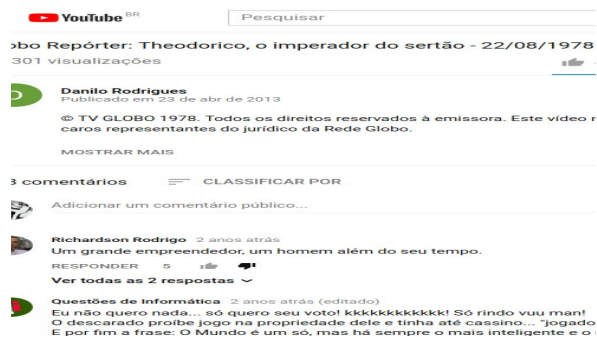 YouTube BR
Pesquisar
Repórter: Theodorico, o imperador do sertão - 22/08/1978
301 visualizações
Danilo Rodrigues
Publicado em 23 de abr de 2013
© TV GLOBO 1978. Todos os direitos reservados à emissora. Este vídeo
caros representantes do jurídico da Rede Globo.
MOSTRAR MAIS
comentários CLASSIFICAR POR
Adicionar um comentário público...
Richardson Rodrigo 2 anos atrás
Um grande empreendedor, um homem além do seu tempo.
RESPONDER 5
Ver todas as 2 respostas
Questões de Informática 2 anos atrás (editado)
Eu não quero nada... só quero seu voto! kkkkkkkkkkkk! Só rindo vuu man!
O descarado proíbe jogo na propriedade dele e tinha até cassino... "jogado
E por fim a frase: O Mundo é um só, mas há sempre o mais inteligente e o